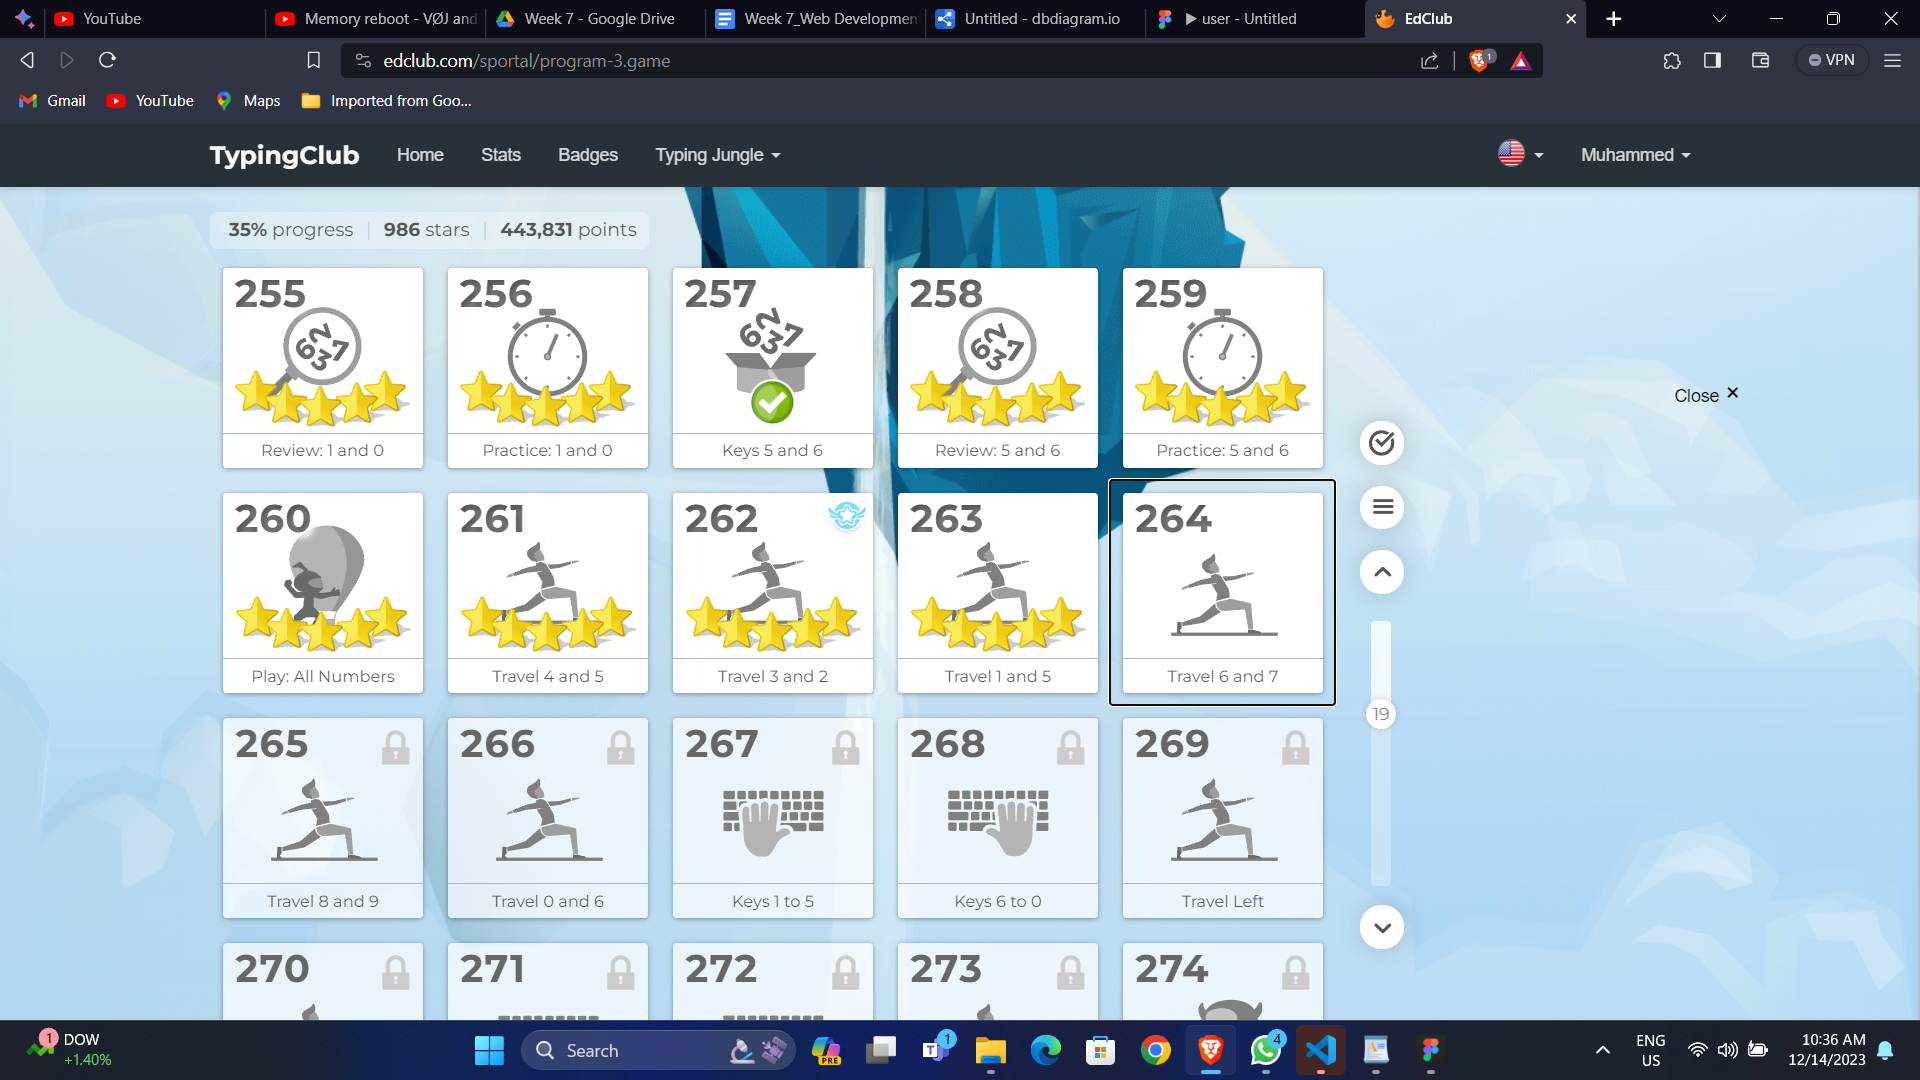 YouTube
Memory reboot - VØJ and
Week 7 - Google Drive
Week 7_Web Developmen
Untitled - dbdiagram.io
▶ user - Untitled
EdClub
edclub.com/sportal/program-3.game
1
VPN
Gmail
YouTube
Maps
Imported from Goo...
TypingClub
Home
Stats
Badges
Typing Jungle
Muhammed
35% progress
986 stars
443,831 points
255
Review: 1 and 0
256
Practice: 1 and 0
257
Keys 5 and 6
258
Review: 5 and 6
259
Practice: 5 and 6
Close ×
260
Play: All Numbers
261
Travel 4 and 5
262
Travel 3 and 2
263
Travel 1 and 5
264
Travel 6 and 7
19
265
Travel 8 and 9
266
Travel 0 and 6
267
Keys 1 to 5
268
Keys 6 to 0
269
Travel Left
270
271
272
273
274
1
DOW
+1.40%
Search
PRE
1
4
ENG
US
10:36 AM
12/14/2023